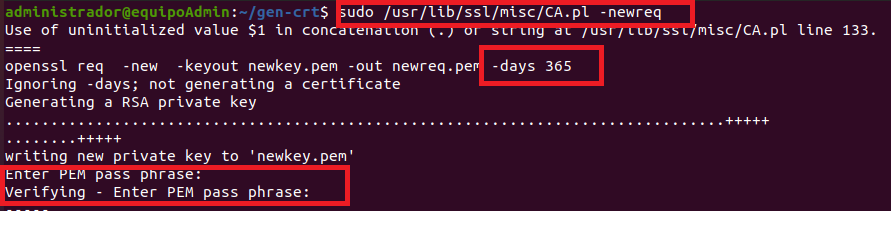 administrador@equipoAdmin:~/gen-crt$ sudo /usr/lib/ssl/misc/CA.pl -newreq
Use of uninitialized value $1 in concatenation (.) or string at /usr/lib/ssl/misc/CA.pl line 133.
====
openssl req  -new  -keyout newkey.pem -out newreq.pem -days 365
Ignoring -days; not generating a certificate
Generating a RSA private key
................................................................................+++++
........+++++
writing new private key to 'newkey.pem'
Enter PEM pass phrase:
Verifying - Enter PEM pass phrase:
-----